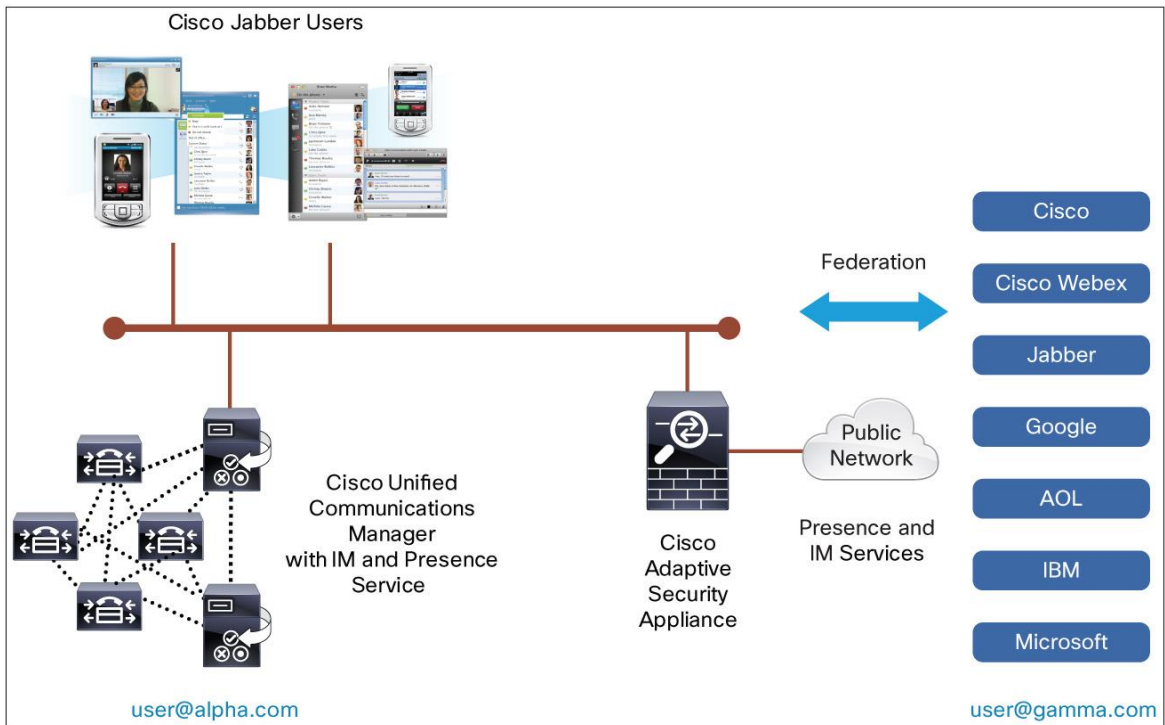 Cisco Jabber Users
Federation
Cisco
Cisco Webex
Jabber
Google
AOL
IBM
Microsoft
Public
Network
Presence and
IM Services
Cisco Unified
Communications
Manager
with IM and Presence
Service
Cisco
Adaptive
Security
Appliance
user@alpha.com
user@gamma.com